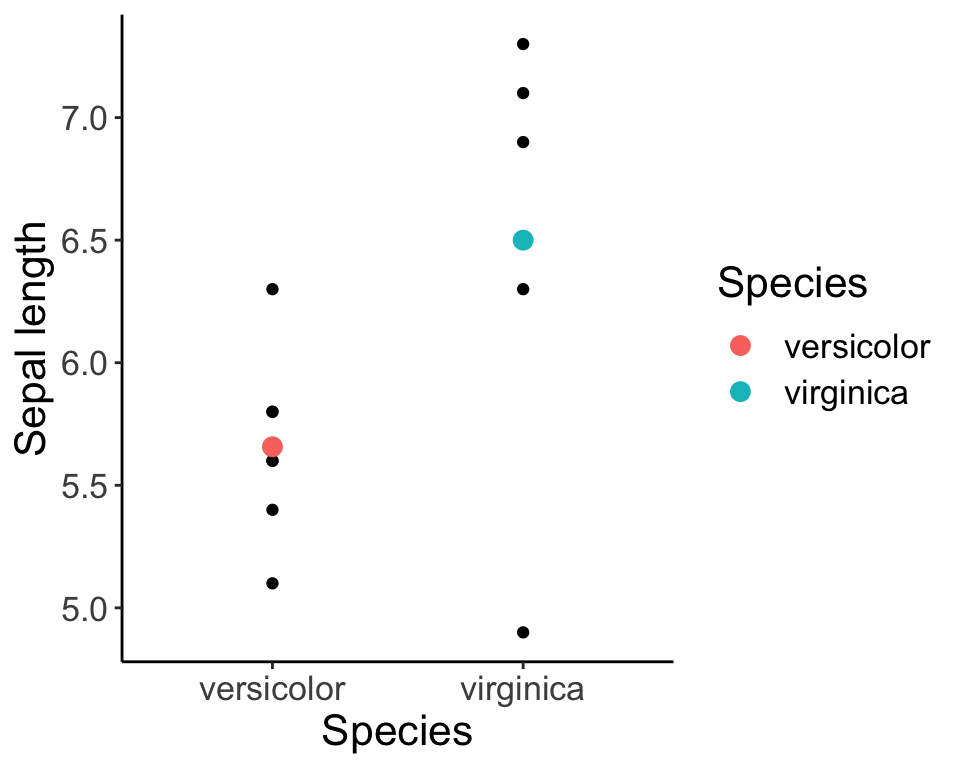 7.0
6.5
6.0
5.5
5.0
Sepal length
versicolor virginica
Species
Species
versicolor
virginica